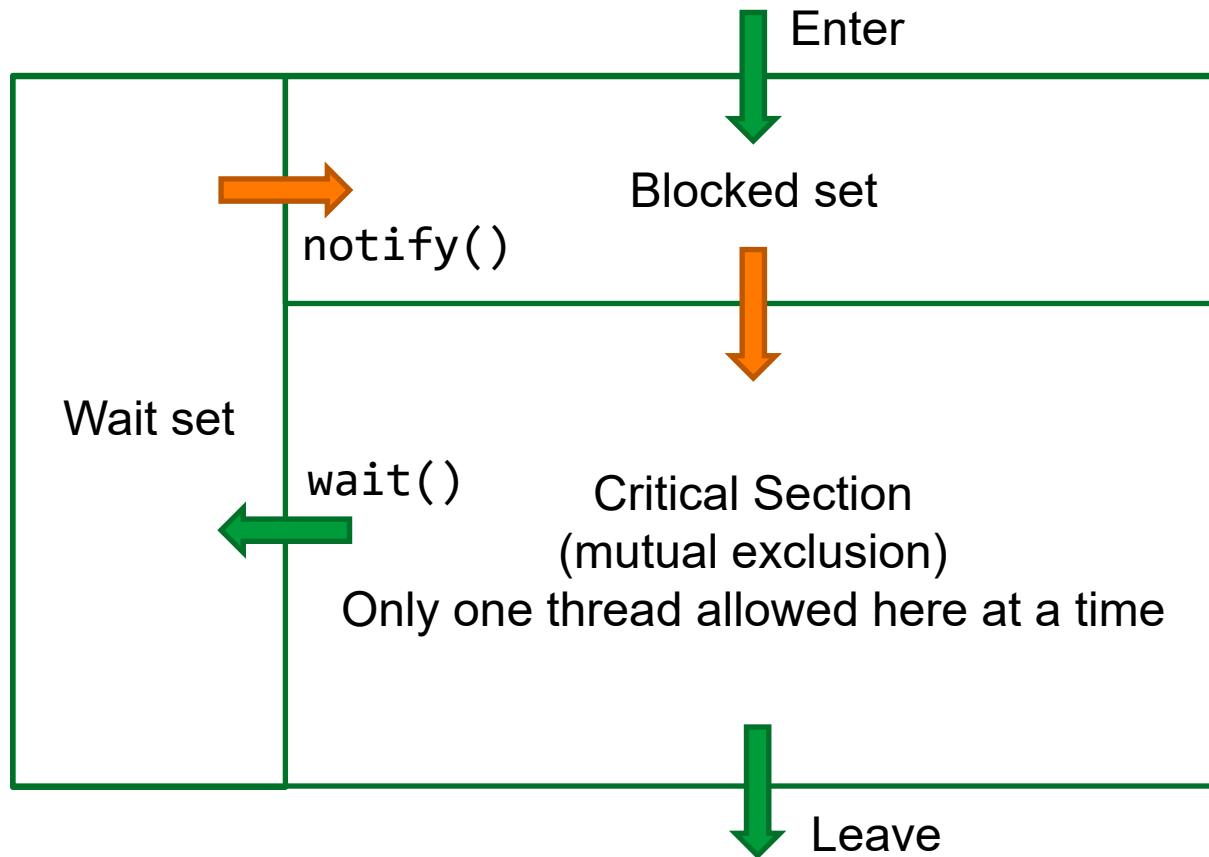 Enter
Blocked set
notify()
Wait set
wait()
Critical Section
(mutual exclusion)
Only one thread allowed here at a time
Leave